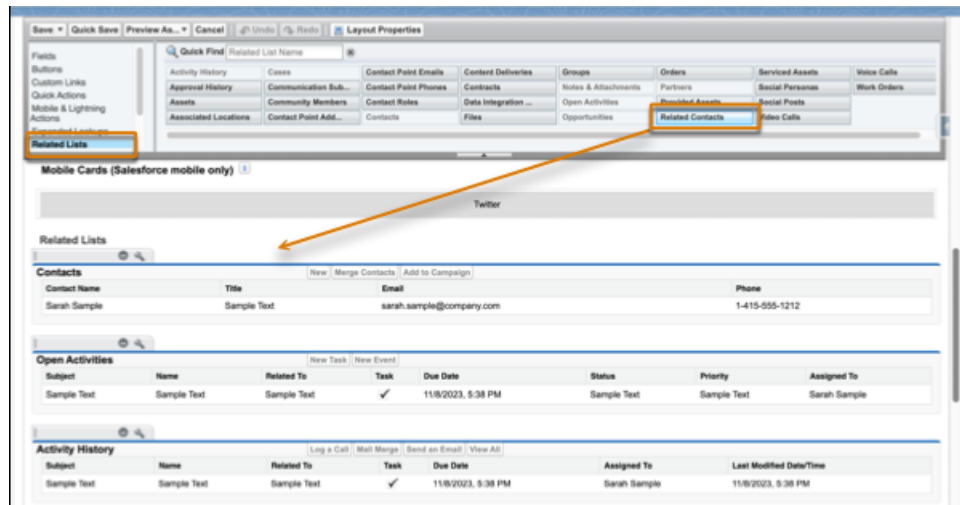 Save Quick Save Preview As... Cancel Undo Redo Layout Properties
Fields
Buttons
Custom Links
Quick Actions
Mobile & Lightning
Actions
Expanded Lookups
Related Lists
Quick Find Related List Name
Activity History Cases Contact Point Emails Content Deliveries Groups Orders Serviced Assets Voice Calls
Approval History Communication Sub... Contact Point Phones Contracts Notes & Attachments Partners Social Personas Work Orders
Assets Community Members Contact Roles Data Integration ... Open Activities Provided Assets Social Posts
Associated Locations Contact Point Add... Contacts Files Opportunities Related Contacts Video Calls
Mobile Cards (Salesforce mobile only) i
Twitter
Related Lists
Contacts New Merge Contacts Add to Campaign
Contact Name Title Email Phone
Sarah Sample Sample Text sarah.sample@company.com 1-415-555-1212
Open Activities New Task New Event
Subject Name Related To Task Due Date Status Priority Assigned To
Sample Text Sample Text Sample Text ✓ 11/8/2023, 5:38 PM Sample Text Sample Text Sarah Sample
Activity History Log a Call Mail Merge Send an Email View All
Subject Name Related To Task Due Date Assigned To Last Modified Date/Time
Sample Text Sample Text Sample Text ✓ 11/8/2023, 5:38 PM Sarah Sample 11/8/2023, 5:38 PM